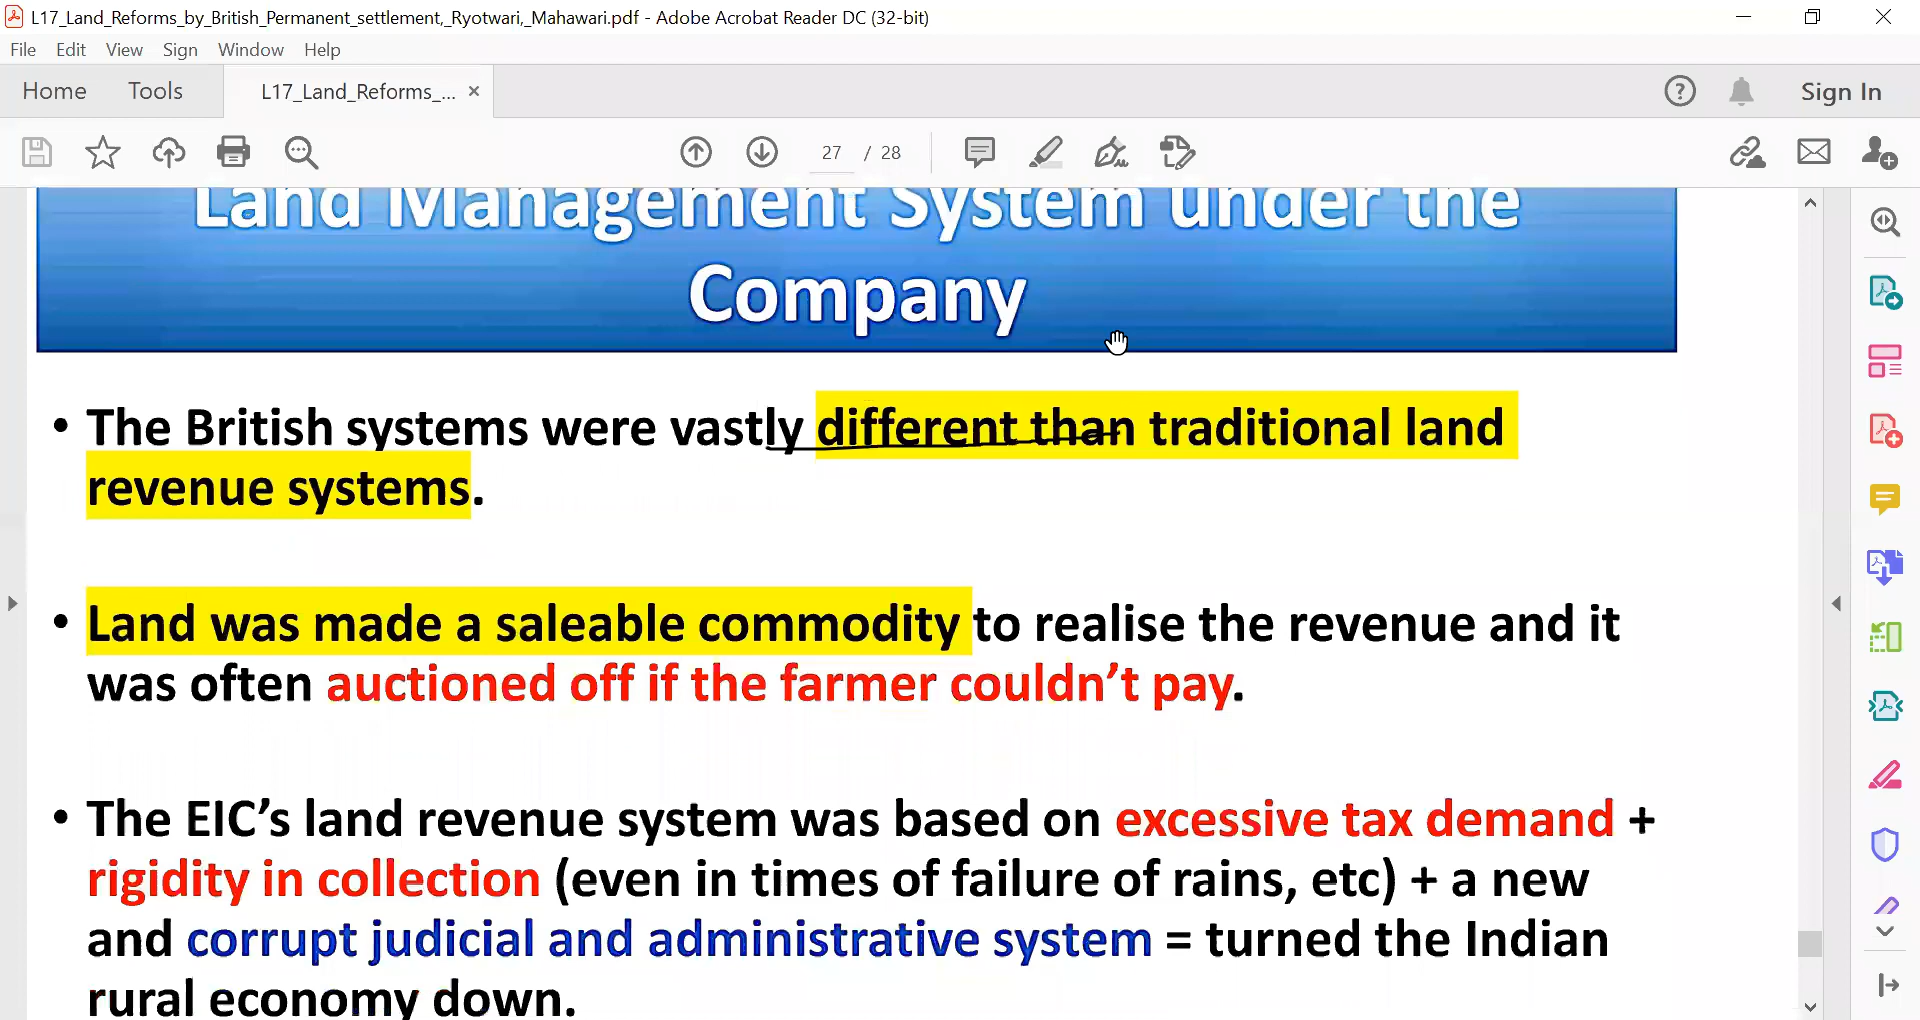 L17_Land_Reforms_by_British_Permanent_settlement,_Ryotwari,_Mahawari.pdf - Adobe Acrobat Reader DC (32-bit)
File Edit View Sign Window Help
Home Tools L17_Land_Reforms_... × Sign In
27 / 28
Land Management System under the
Company
• The British systems were vastly different than traditional land
revenue systems.
• Land was made a saleable commodity to realise the revenue and it
was often auctioned off if the farmer couldn’t pay.
• The EIC’s land revenue system was based on excessive tax demand +
rigidity in collection (even in times of failure of rains, etc) + a new
and corrupt judicial and administrative system = turned the Indian
rural economy down.